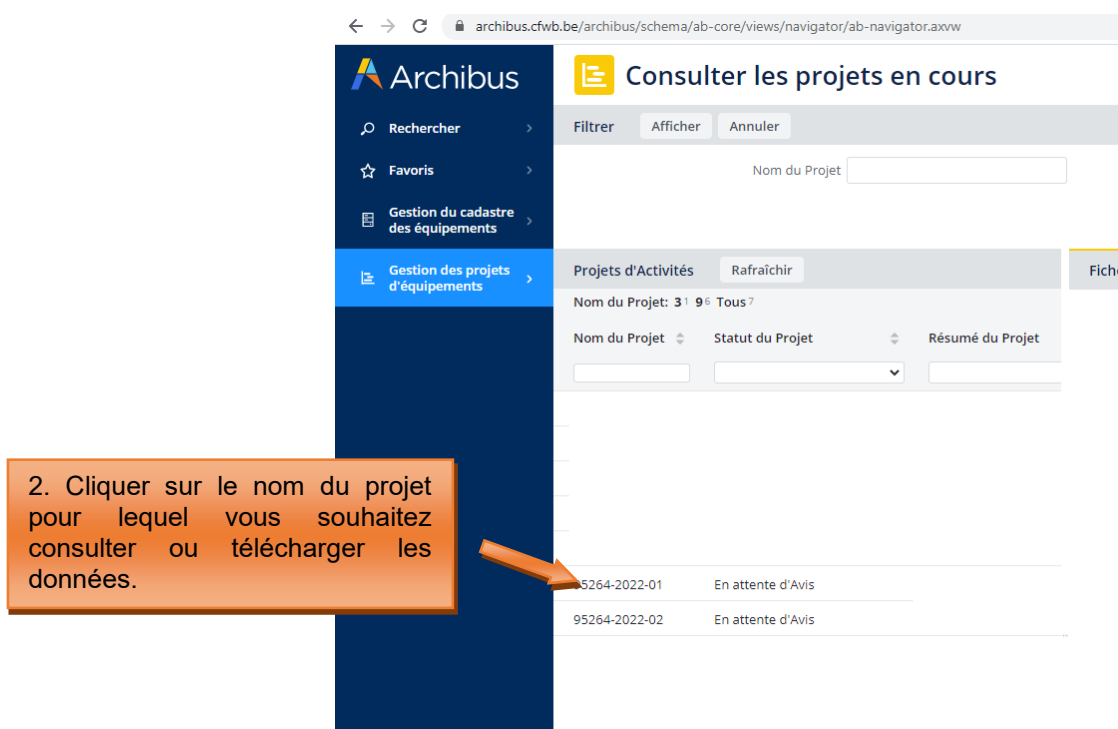 archibus.cfwb.be/archibus/schema/ab-core/views/navigator/ab-navigator.axvw
Archibus
Consulter les projets en cours
Rechercher
Filtrer Afficher Annuler
Favoris
Nom du Projet
Gestion du cadastre
des équipements
Gestion des projets
d'équipements
Projets d'Activités Rafraîchir
Nom du Projet: 3 1 9 6 Tous 7
Nom du Projet Statut du Projet Résumé du Projet
2. Cliquer sur le nom du projet
pour lequel vous souhaitez
consulter ou télécharger les
données.
5264-2022-01 En attente d'Avis
95264-2022-02 En attente d'Avis